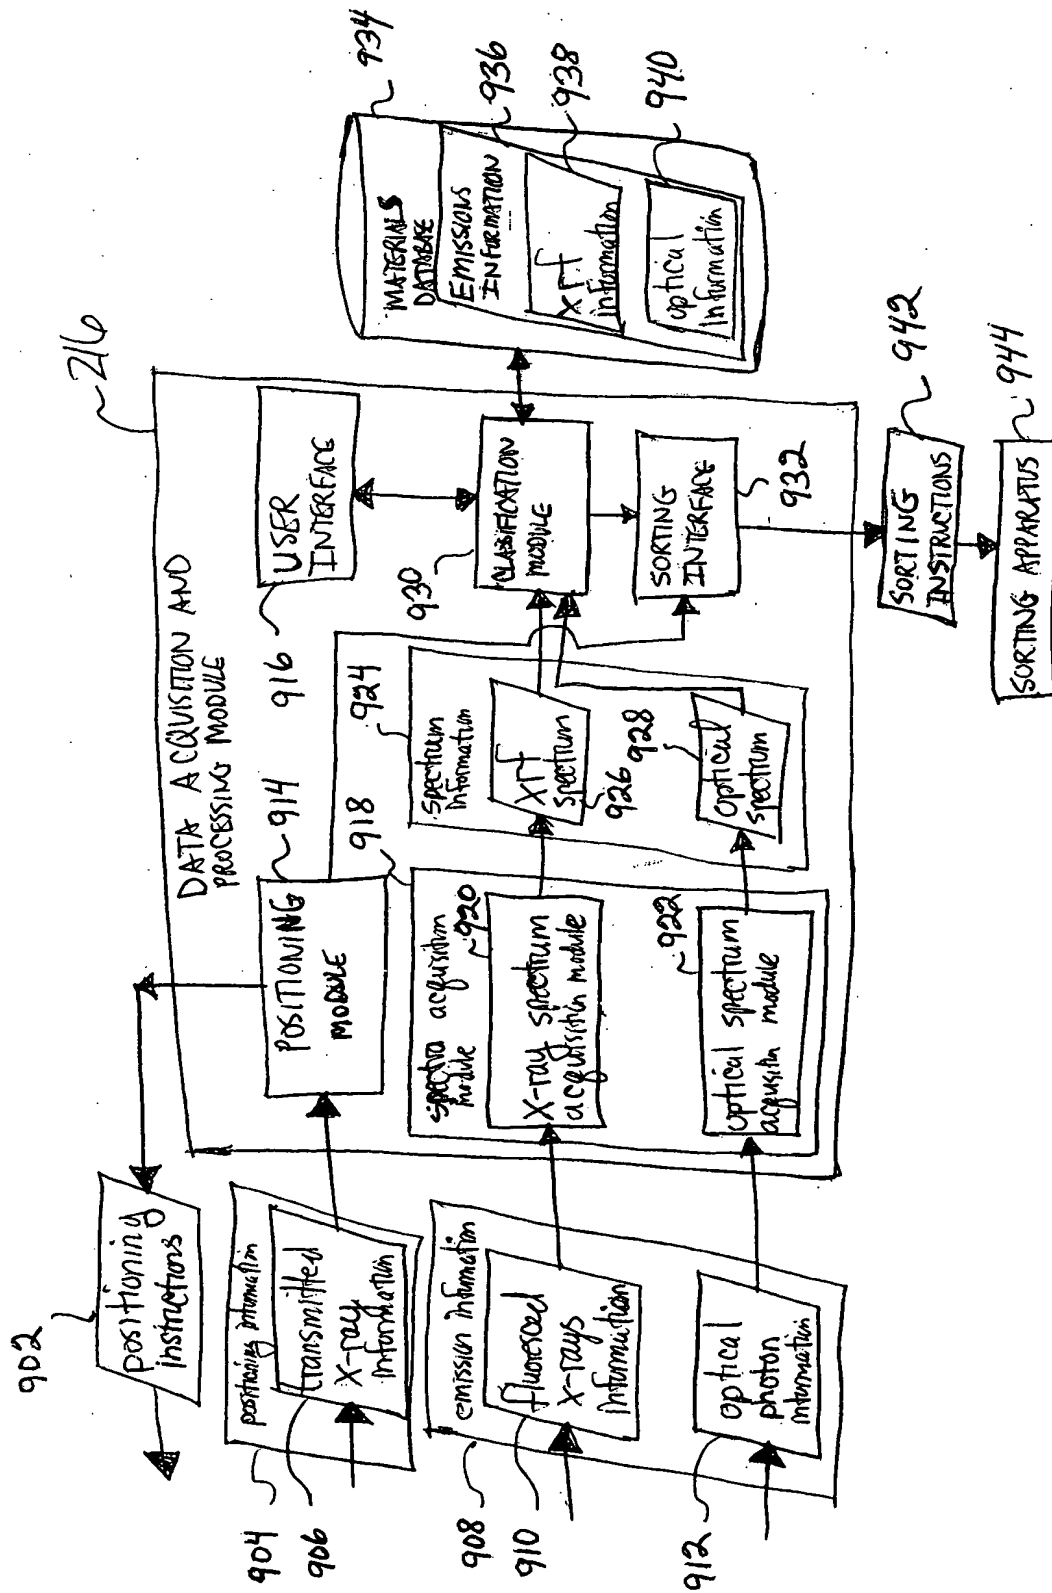 902
positioning
instructions
904
positioning information
906
transmitted
X-ray
information
908
emission information
910
fluoresced
X-rays
information
912
optical
photon
information
216
DATA ACQUISITION AND
PROCESSING MODULE
914
POSITIONING
MODULE
916
USER
INTERFACE
918
spectra acquisition
module
920
X-ray spectrum
acquisition module
922
optical spectrum
acquisition module
924
spectrum
information
XRF
spectrum
926
928
optical
spectrum
930
CLASSIFICATION
MODULE
SORTING
INTERFACE
932
934
MATERIALS
DATABASE
936
EMISSIONS
INFORMATION
938
XRF
information
940
optical
information
942
SORTING
INSTRUCTIONS
944
SORTING APPARATUS